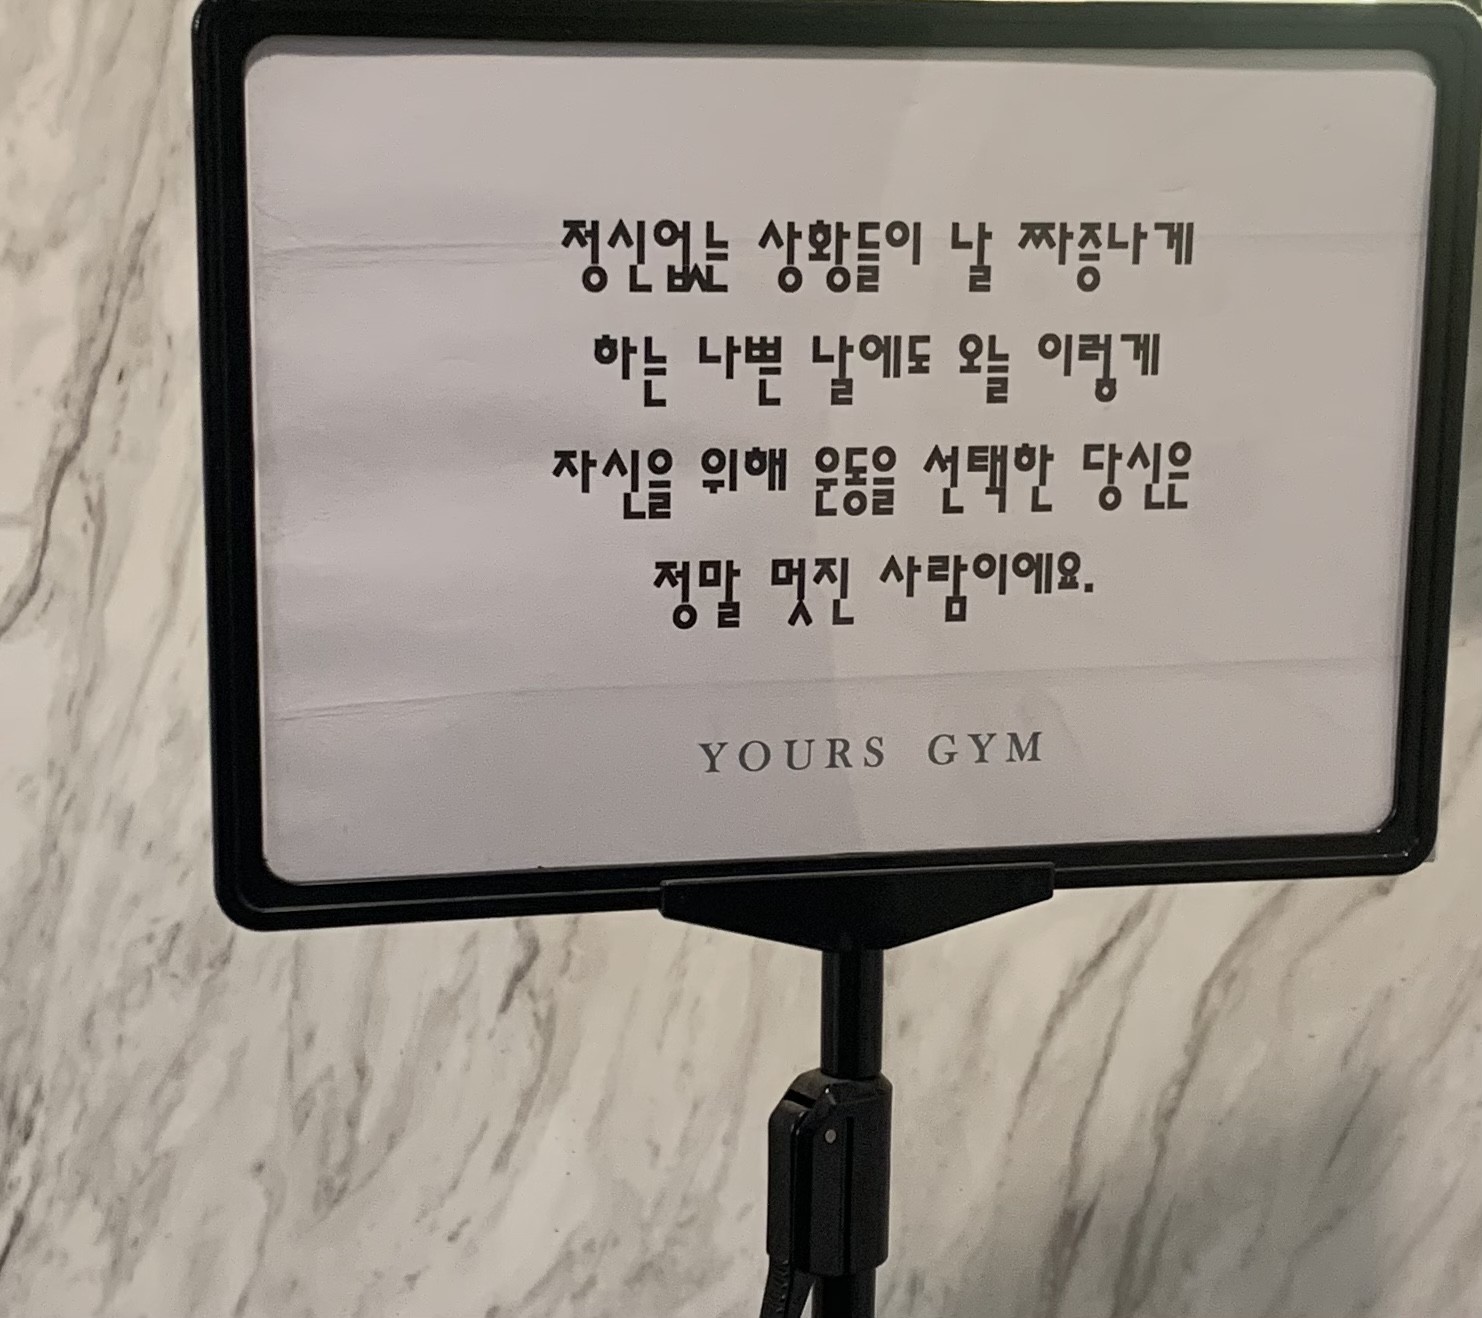 정신없는 상황들이 날 짜증나게
하는 나쁜 날에도 오늘 이렇게
자신을 위해 운동을 선택한 당신은
정말 멋진 사람이에요.
YOURS GYM